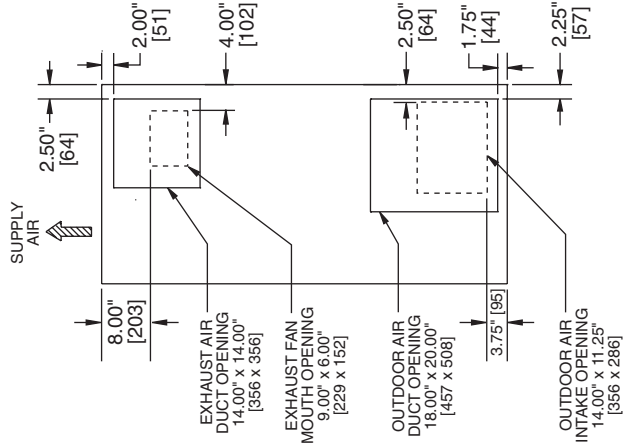 SUPPLY
AIR
2.50"
[64]
2.00"
[51]
8.00"
[203]
4.00"
[102]
EXHAUST AIR
DUCT OPENING
14.00" x 14.00"
[356 x 356]
EXHAUST FAN
MOUTH OPENING
9.00" x 6.00"
[229 x 152]
2.50"
[64]
OUTDOOR AIR
DUCT OPENING
18.00" x 20.00"
[457 x 508]
1.75"
[44]
3.75" [95]
2.25"
[57]
OUTDOOR AIR
INTAKE OPENING
14.00" x 11.25"
[356 x 286]